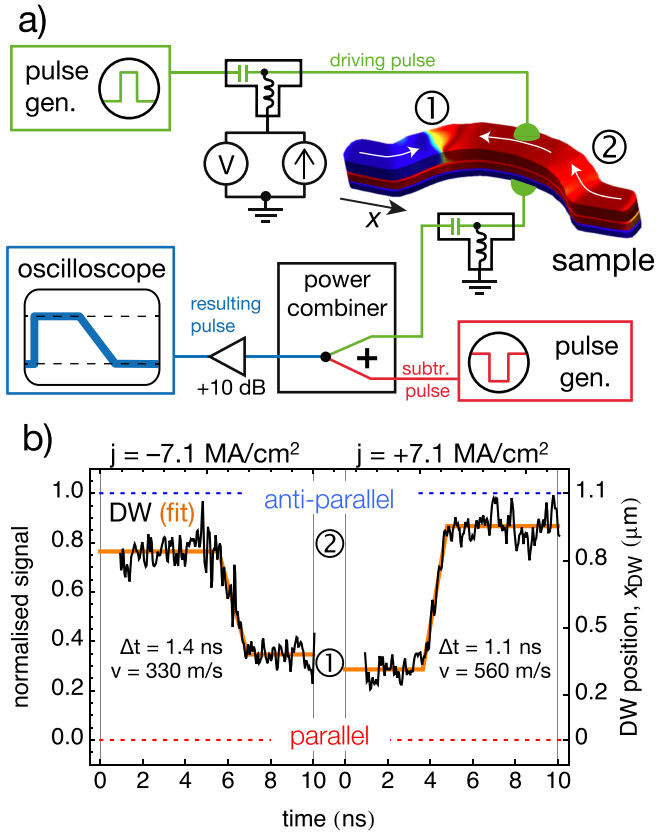 a)
pulse
gen.
driving pulse
①
②
V
x
sample
oscilloscope
resulting
pulse
+10 dB
power
combiner
+
subtr.
pulse
pulse
gen.
b)
j = −7.1 MA/cm²
j = +7.1 MA/cm²
1.0
0.8
0.6
0.4
0.2
0.0
normalised signal
DW (fit)
anti-parallel
②
①
Δt = 1.4 ns
v = 330 m/s
Δt = 1.1 ns
v = 560 m/s
parallel
1.1
0.8
0.5
0.2
0
DW position, xDW (μm)
0 2 4 6 8 10 0 2 4 6 8 10
time (ns)